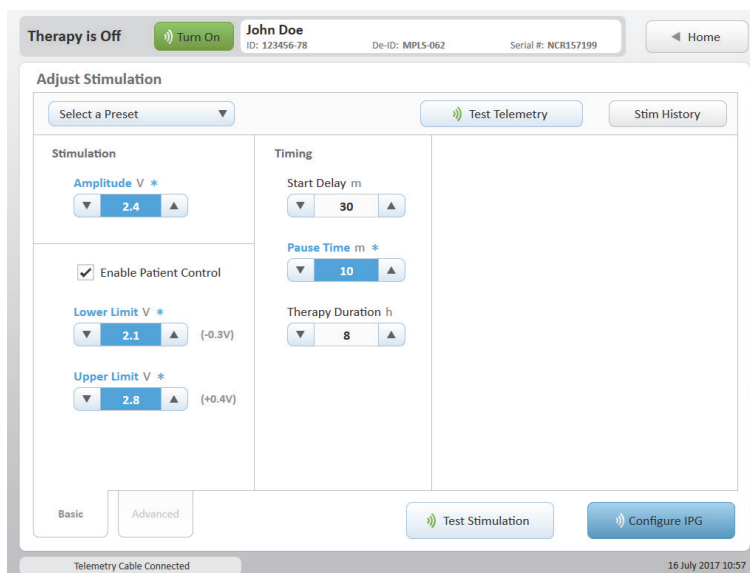 Therapy is Off
Turn On
John Doe
ID: 123456-78 De-ID: MPLS-062 Serial #: NCR157199
Home
Adjust Stimulation
Select a Preset
Test Telemetry
Stim History
Stimulation
Amplitude V *
2.4
Enable Patient Control
Lower Limit V *
2.1 (-0.3V)
Upper Limit V *
2.8 (+0.4V)
Timing
Start Delay m
30
Pause Time m *
10
Therapy Duration h
8
Basic
Advanced
Test Stimulation
Configure IPG
Telemetry Cable Connected
16 July 2017 10:57